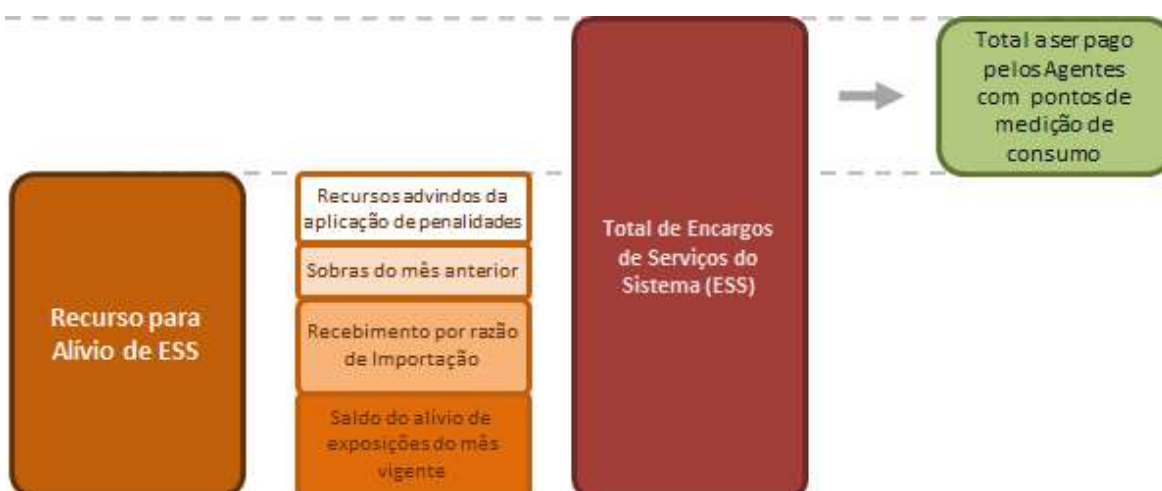 Recurso para
Alívio de ESS
Recursos advindos da
aplicação de penalidades
Sobras do mês anterior
Recebimento por razão
de Importação
Saldo do alívio de
exposições do mês
vigente
Total de Encargos
de Serviços do
Sistema (ESS)
Total a ser pago
pelos Agentes
com pontos de
medição de
consumo